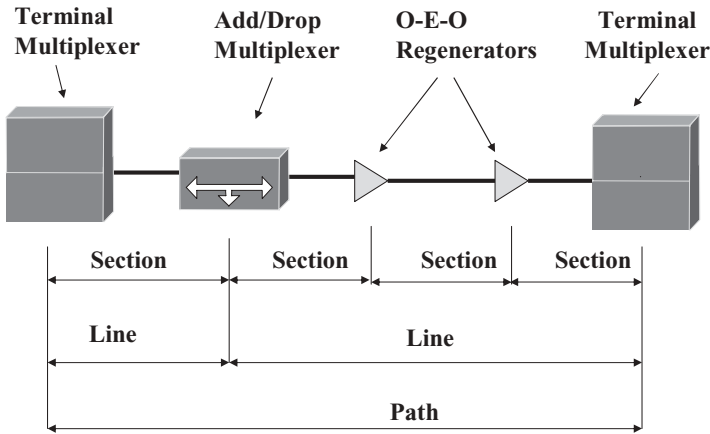 Terminal
Multiplexer
Add/Drop
Multiplexer
O-E-O
Regenerators
Terminal
Multiplexer
Section
Section
Section
Section
Line
Line
Path